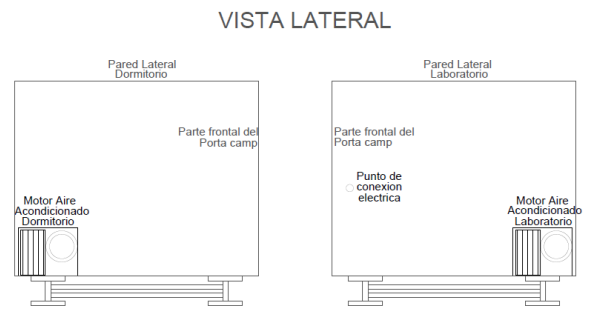 VISTA LATERAL
Pared Lateral
Dormitorio
Parte frontal del
Porta camp
Motor Aire
Acondicionado
Dormitorio
Pared Lateral
Laboratorio
Parte frontal del
Porta camp
Punto de
conexion
electrica
Motor Aire
Acondicionado
Laboratorio